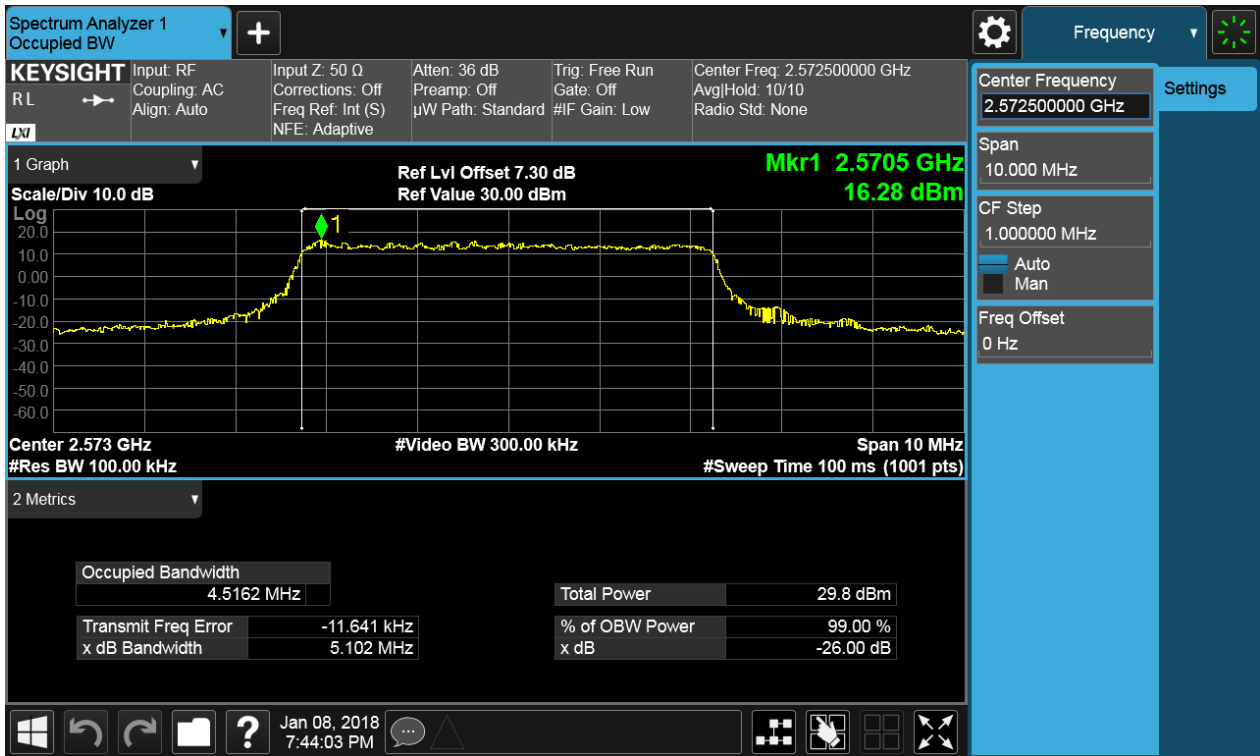 Spectrum Analyzer 1
Occupied BW
▼
+
Frequency ▼
KEYSIGHT
R L
LXI
Input: RF
Coupling: AC
Align: Auto
Input Z: 50 Ω
Corrections: Off
Freq Ref: Int (S)
NFE: Adaptive
Atten: 36 dB
Preamp: Off
µW Path: Standard
Trig: Free Run
Gate: Off
#IF Gain: Low
Center Freq: 2.572500000 GHz
Avg|Hold: 10/10
Radio Std: None
1 Graph ▼
Scale/Div 10.0 dB
Log
Ref Lvl Offset 7.30 dB
Ref Value 30.00 dBm
Mkr1 2.5705 GHz
16.28 dBm
1
20.0
10.0
0.00
-10.0
-20.0
-30.0
-40.0
-50.0
-60.0
Center 2.573 GHz
#Video BW 300.00 kHz
Span 10 MHz
#Res BW 100.00 kHz
#Sweep Time 100 ms (1001 pts)
2 Metrics ▼
Occupied Bandwidth
4.5162 MHz
Transmit Freq Error -11.641 kHz
x dB Bandwidth 5.102 MHz
Total Power 29.8 dBm
% of OBW Power 99.00 %
x dB -26.00 dB
Center Frequency
2.572500000 GHz
Span
10.000 MHz
CF Step
1.000000 MHz
Auto
Man
Freq Offset
0 Hz
Settings
?
Jan 08, 2018
7:44:03 PM
...